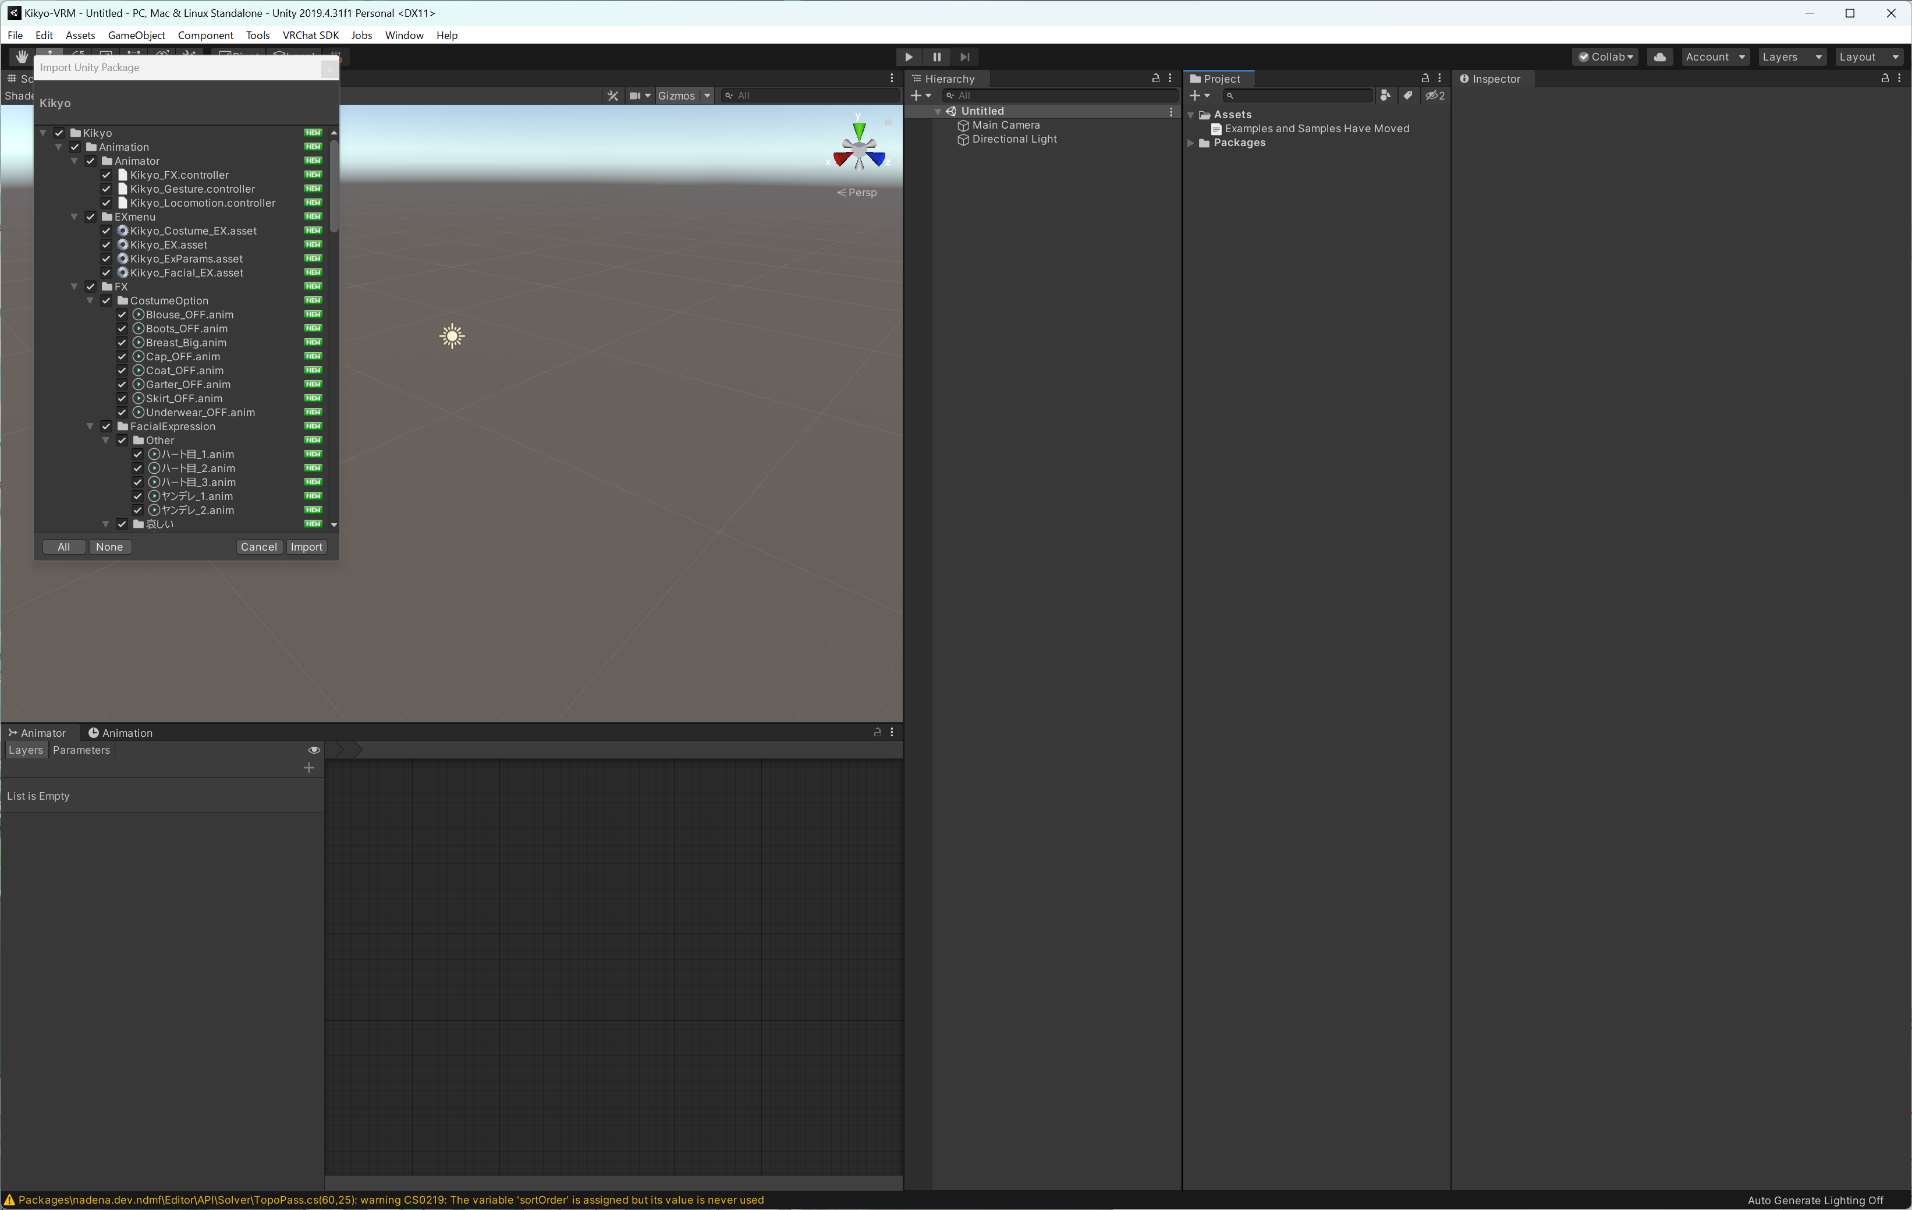 Kikyo-VRM - Untitled - PC, Mac & Linux Standalone - Unity 2019.4.31f1 Personal <DX11>
File Edit Assets GameObject Component Tools VRChat SDK Jobs Window Help
Collab Account Layers Layout
Import Unity Package
Kikyo
Kikyo NEW
Animation NEW
Animator NEW
Kikyo_FX.controller NEW
Kikyo_Gesture.controller NEW
Kikyo_Locomotion.controller NEW
EXmenu NEW
Kikyo_Costume_EX.asset NEW
Kikyo_EX.asset NEW
Kikyo_ExParams.asset NEW
Kikyo_Facial_EX.asset NEW
FX NEW
CostumeOption NEW
Blouse_OFF.anim NEW
Boots_OFF.anim NEW
Breast_Big.anim NEW
Cap_OFF.anim NEW
Coat_OFF.anim NEW
Garter_OFF.anim NEW
Skirt_OFF.anim NEW
Underwear_OFF.anim NEW
FacialExpression NEW
Other NEW
ハート目_1.anim NEW
ハート目_2.anim NEW
ハート目_3.anim NEW
ヤンデレ_1.anim NEW
ヤンデレ_2.anim NEW
哀しい NEW
All None Cancel Import
Sc
Shade
Gizmos All
y
x z
Persp
Hierarchy
All
Untitled
Main Camera
Directional Light
Project
2
Assets
Examples and Samples Have Moved
Packages
Inspector
Animator Animation
Layers Parameters
List is Empty
Packages\nadena.dev.ndmf\Editor\API\Solver\TopoPass.cs(60,25): warning CS0219: The variable 'sortOrder' is assigned but its value is never used
Auto Generate Lighting Off